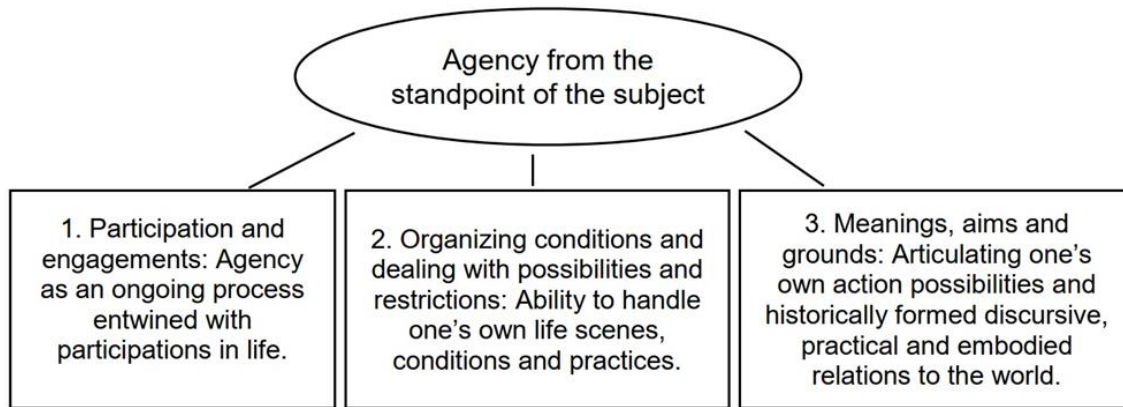 Agency from the
standpoint of the subject
1. Participation and
engagements: Agency
as an ongoing process
entwined with
participations in life.
2. Organizing conditions and
dealing with possibilities and
restrictions: Ability to handle
one's own life scenes,
conditions and practices.
3. Meanings, aims and
grounds: Articulating one's
own action possibilities and
historically formed discursive,
practical and embodied
relations to the world.